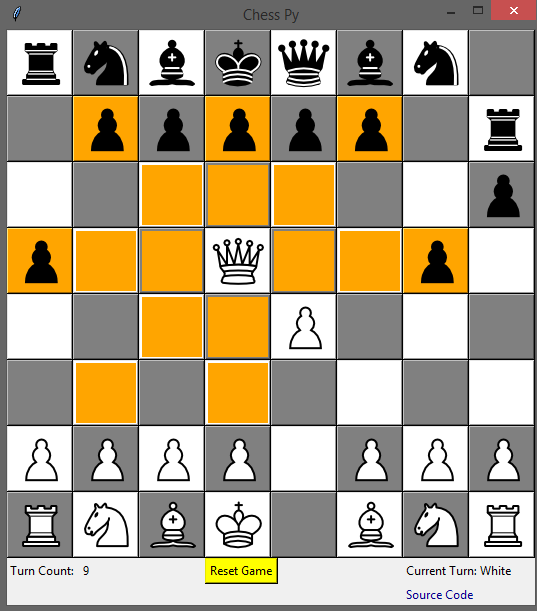 Chess Py
Turn Count: 9
Reset Game
Current Turn: White
Source Code